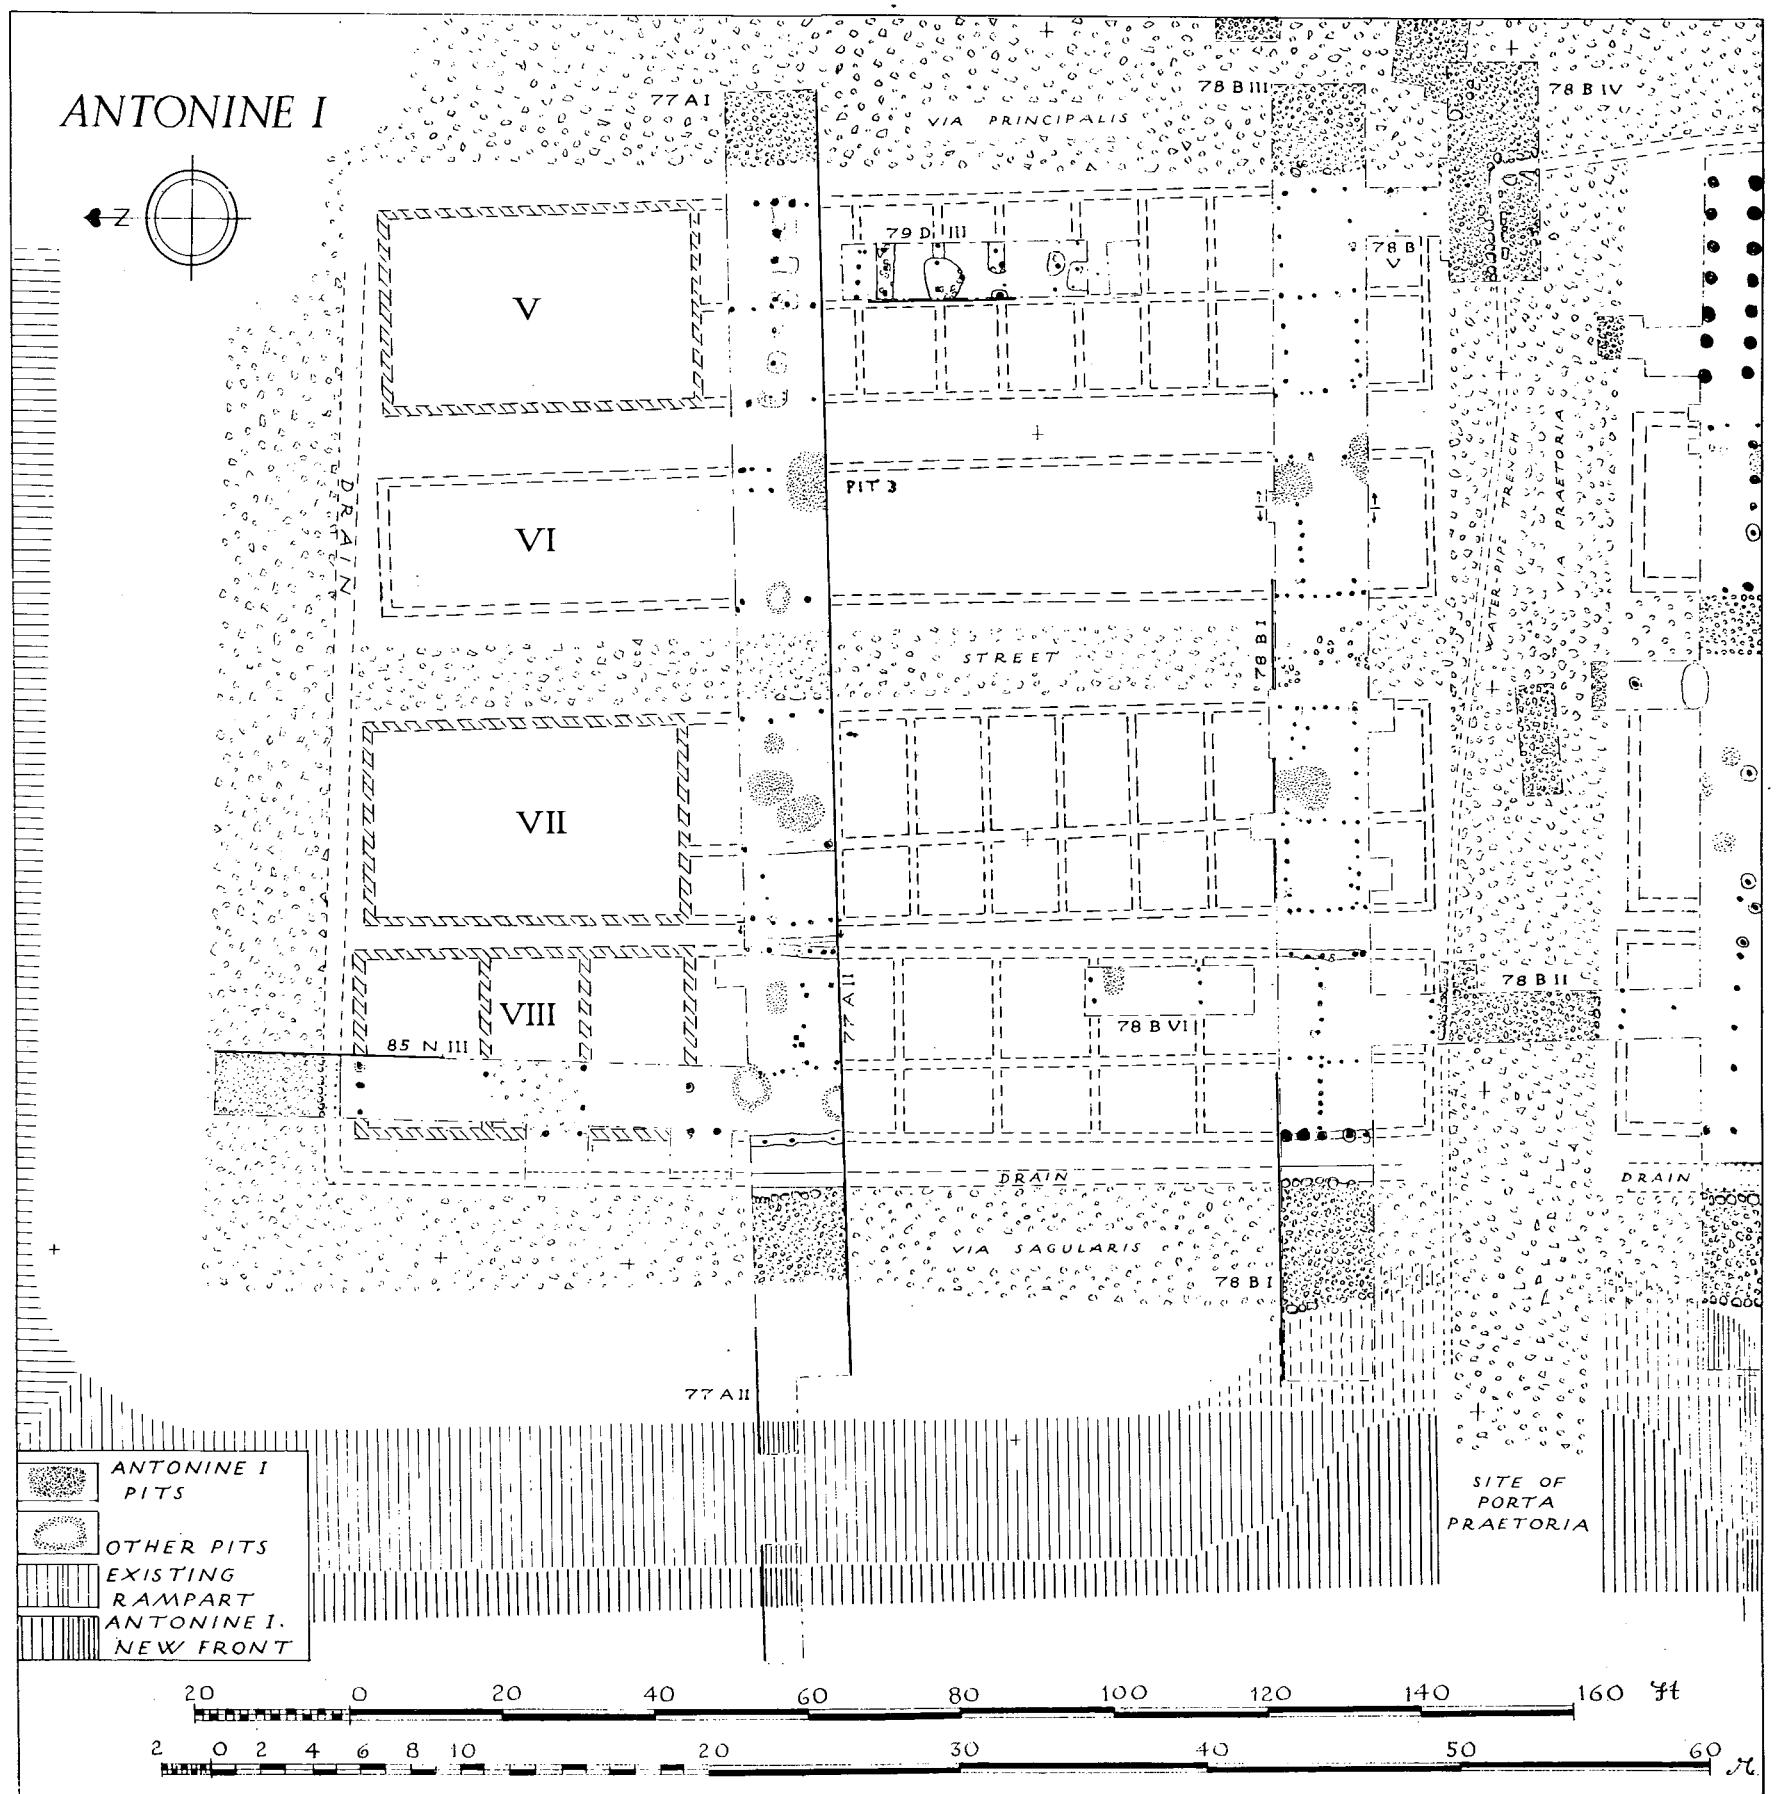 ANTONINE I
N
77 A I
VIA PRINCIPALIS
78 B III
78 B IV
79 D III
78 B
V
V
DRAIN
PIT 3
VI
WATER-PIPE TRENCH
VIA PRAETORIA
VIA PRAETORIA
STREET
78 B I
VII
77 A II
78 B II
VIII
78 B VI
85 N III
DRAIN
DRAIN
VIA SAGULARIS
78 B I
77 A II
SITE OF
PORTA
PRAETORIA
ANTONINE I
PITS
OTHER PITS
EXISTING
RAMPART
ANTONINE I.
NEW FRONT
20 0 20 40 60 80 100 120 140 160 Ft
2 0 2 4 6 8 10 20 30 40 50 60 M